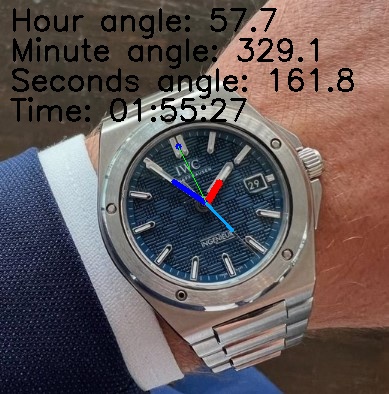 Hour angle: 57.7
Minute angle: 329.1
Seconds angle: 161.8
Time: 01:55:27
IWC
29
INGENIEUR